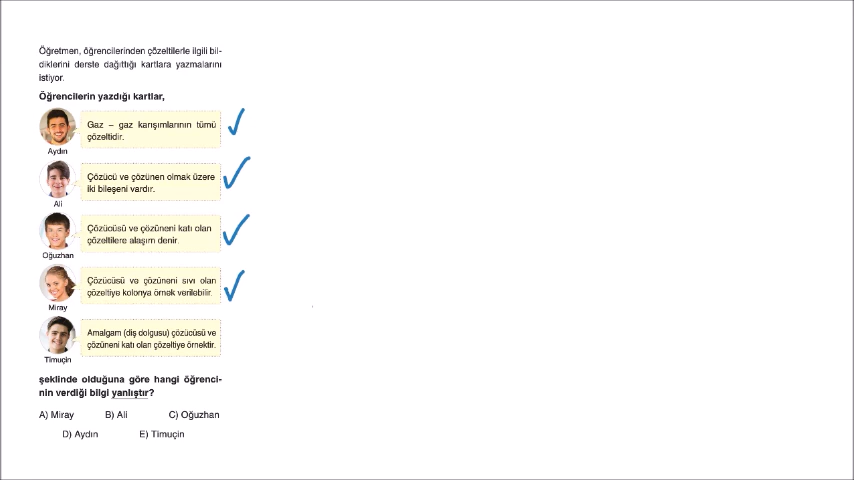 Öğretmen, öğrencilerinden çözeltilerle ilgili bil-
diklerini derste dağıttığı kartlara yazmalarını
istiyor.
Öğrencilerin yazdığı kartlar,
Gaz – gaz karışımlarının tümü
çözeltidir.
Aydın
Çözücü ve çözünen olmak üzere
iki bileşeni vardır.
Ali
Çözücüsü ve çözüneni katı olan
çözeltilere alaşım denir.
Oğuzhan
Çözücüsü ve çözüneni sıvı olan
çözeltiye kolonya örnek verilebilir.
Miray
Amalgam (diş dolgusu) çözücüsü ve
çözüneni katı olan çözeltiye örnektir.
Timuçin
şeklinde olduğuna göre hangi öğrenci-
nin verdiği bilgi yanlıştır?
A) Miray B) Ali C) Oğuzhan
D) Aydın E) Timuçin